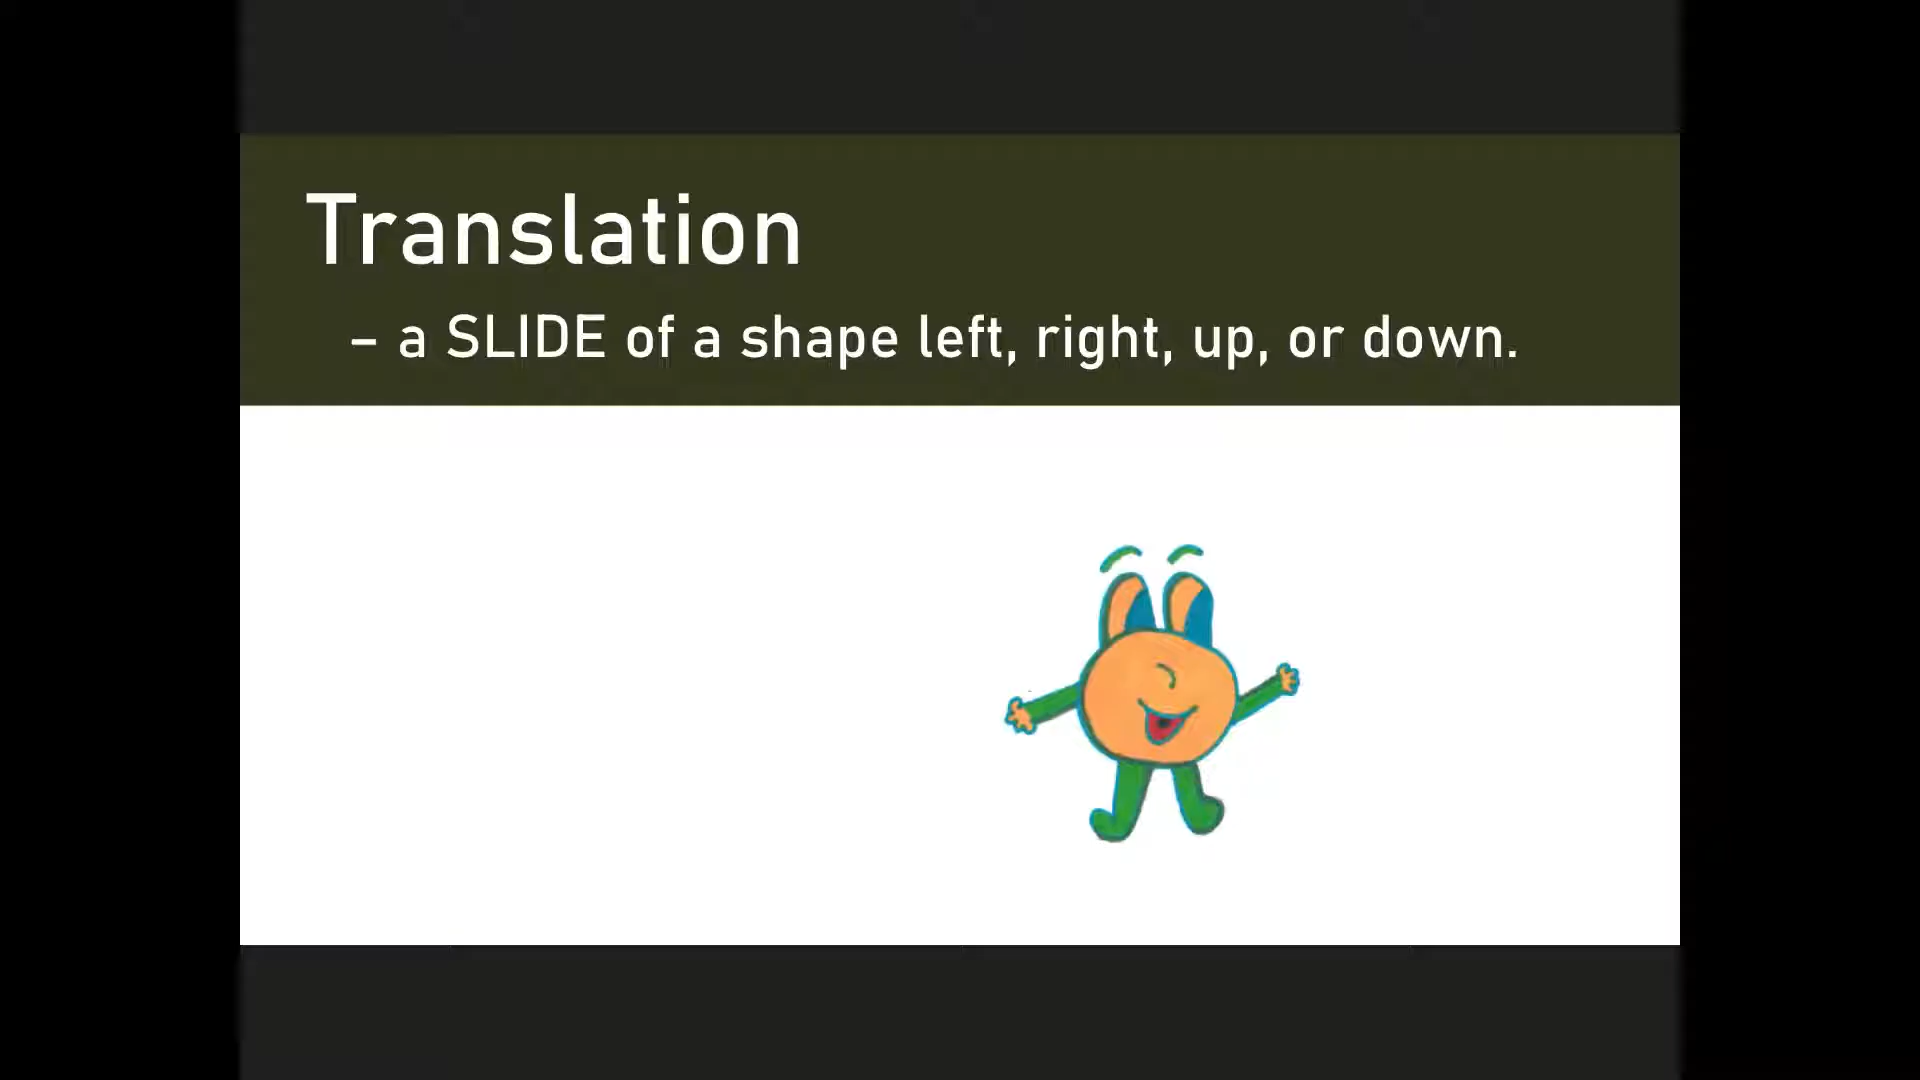 Translation
– a SLIDE of a shape left, right, up, or down.